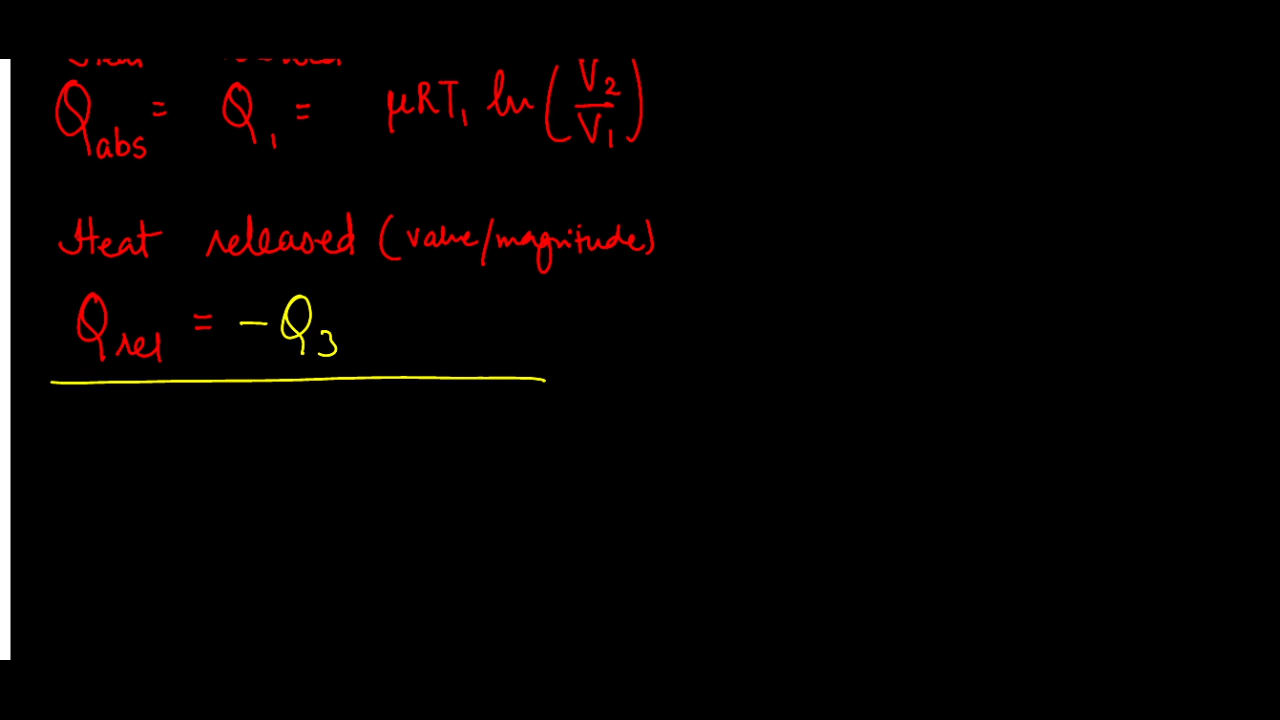 Q_abs = Q_1 = μRT_1 ln(V_2/V_1)
Heat released (value/magnitude)
Q_rel = -Q_3